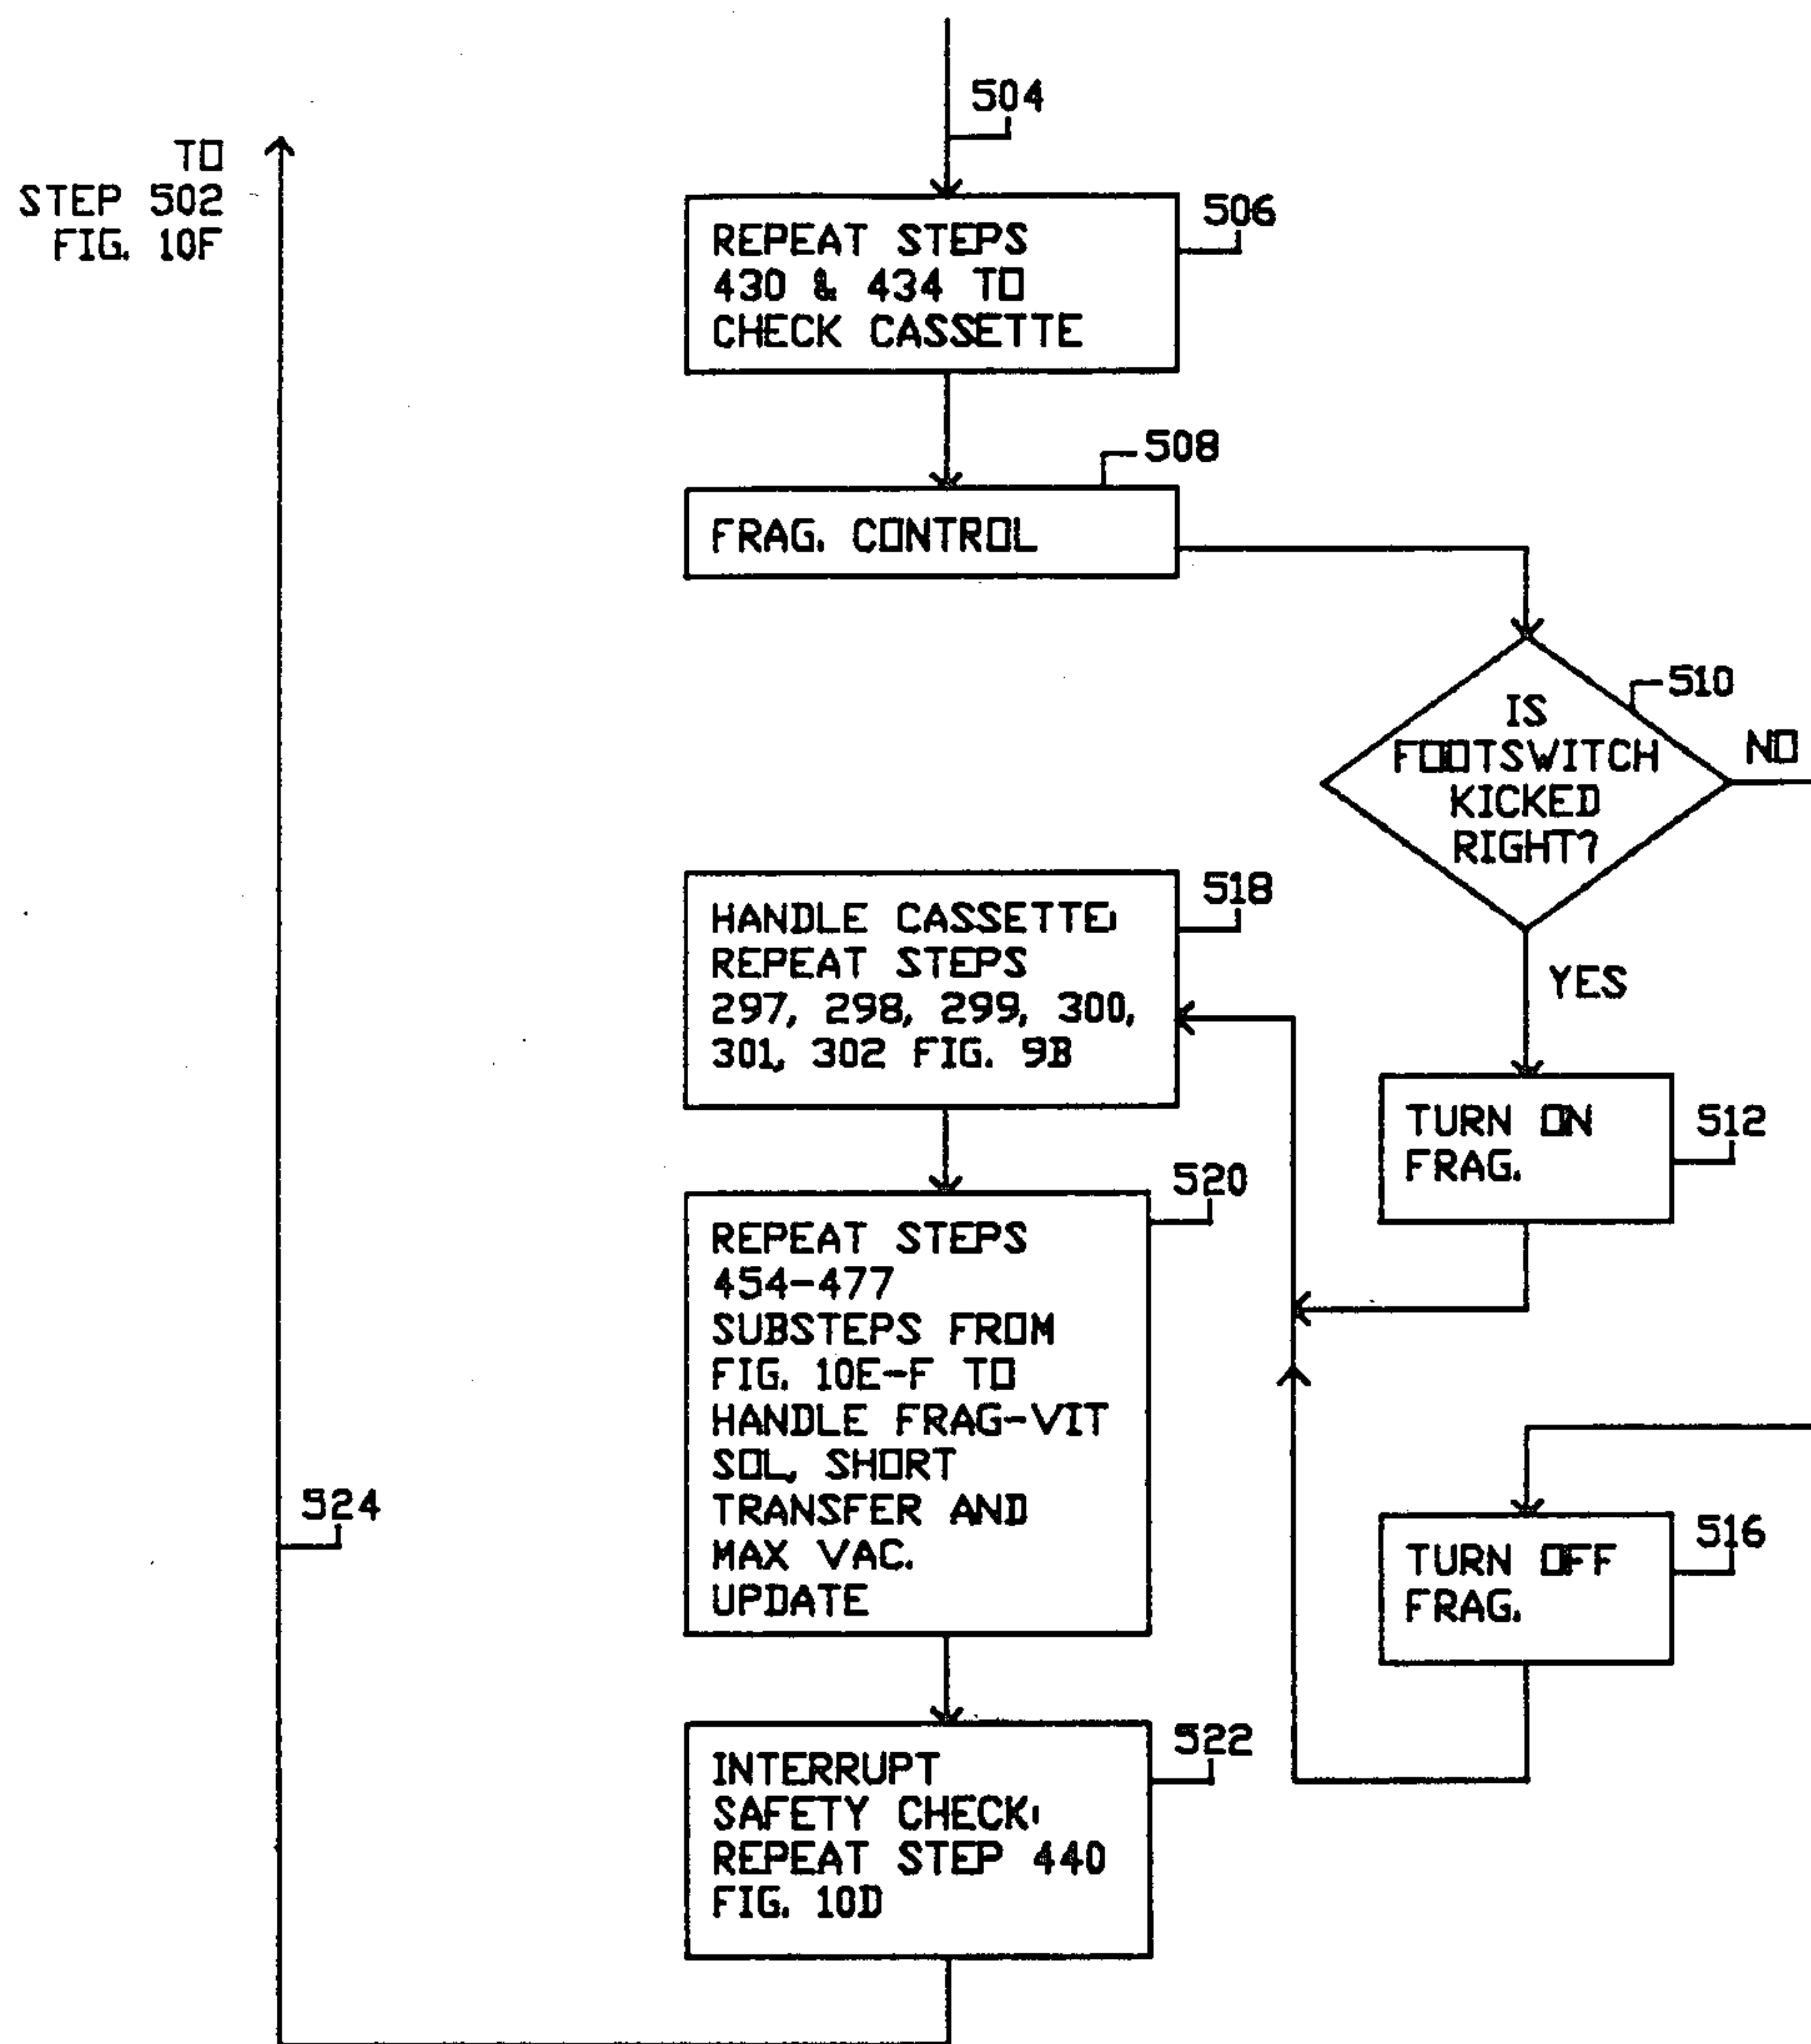 504
TO
STEP 502
FIG. 10F
506
REPEAT STEPS
430 & 434 TO
CHECK CASSETTE
508
FRAG. CONTROL
510
IS
FOOTSWITCH
KICKED
RIGHT?
NO
YES
518
HANDLE CASSETTE:
REPEAT STEPS
297, 298, 299, 300,
301, 302 FIG. 9B
512
TURN ON
FRAG.
520
REPEAT STEPS
454-477
SUBSTEPS FROM
FIG. 10E-F TO
HANDLE FRAG-VIT
SOL, SHORT
TRANSFER AND
MAX VAC.
UPDATE
524
516
TURN OFF
FRAG.
522
INTERRUPT
SAFETY CHECK:
REPEAT STEP 440
FIG. 10D